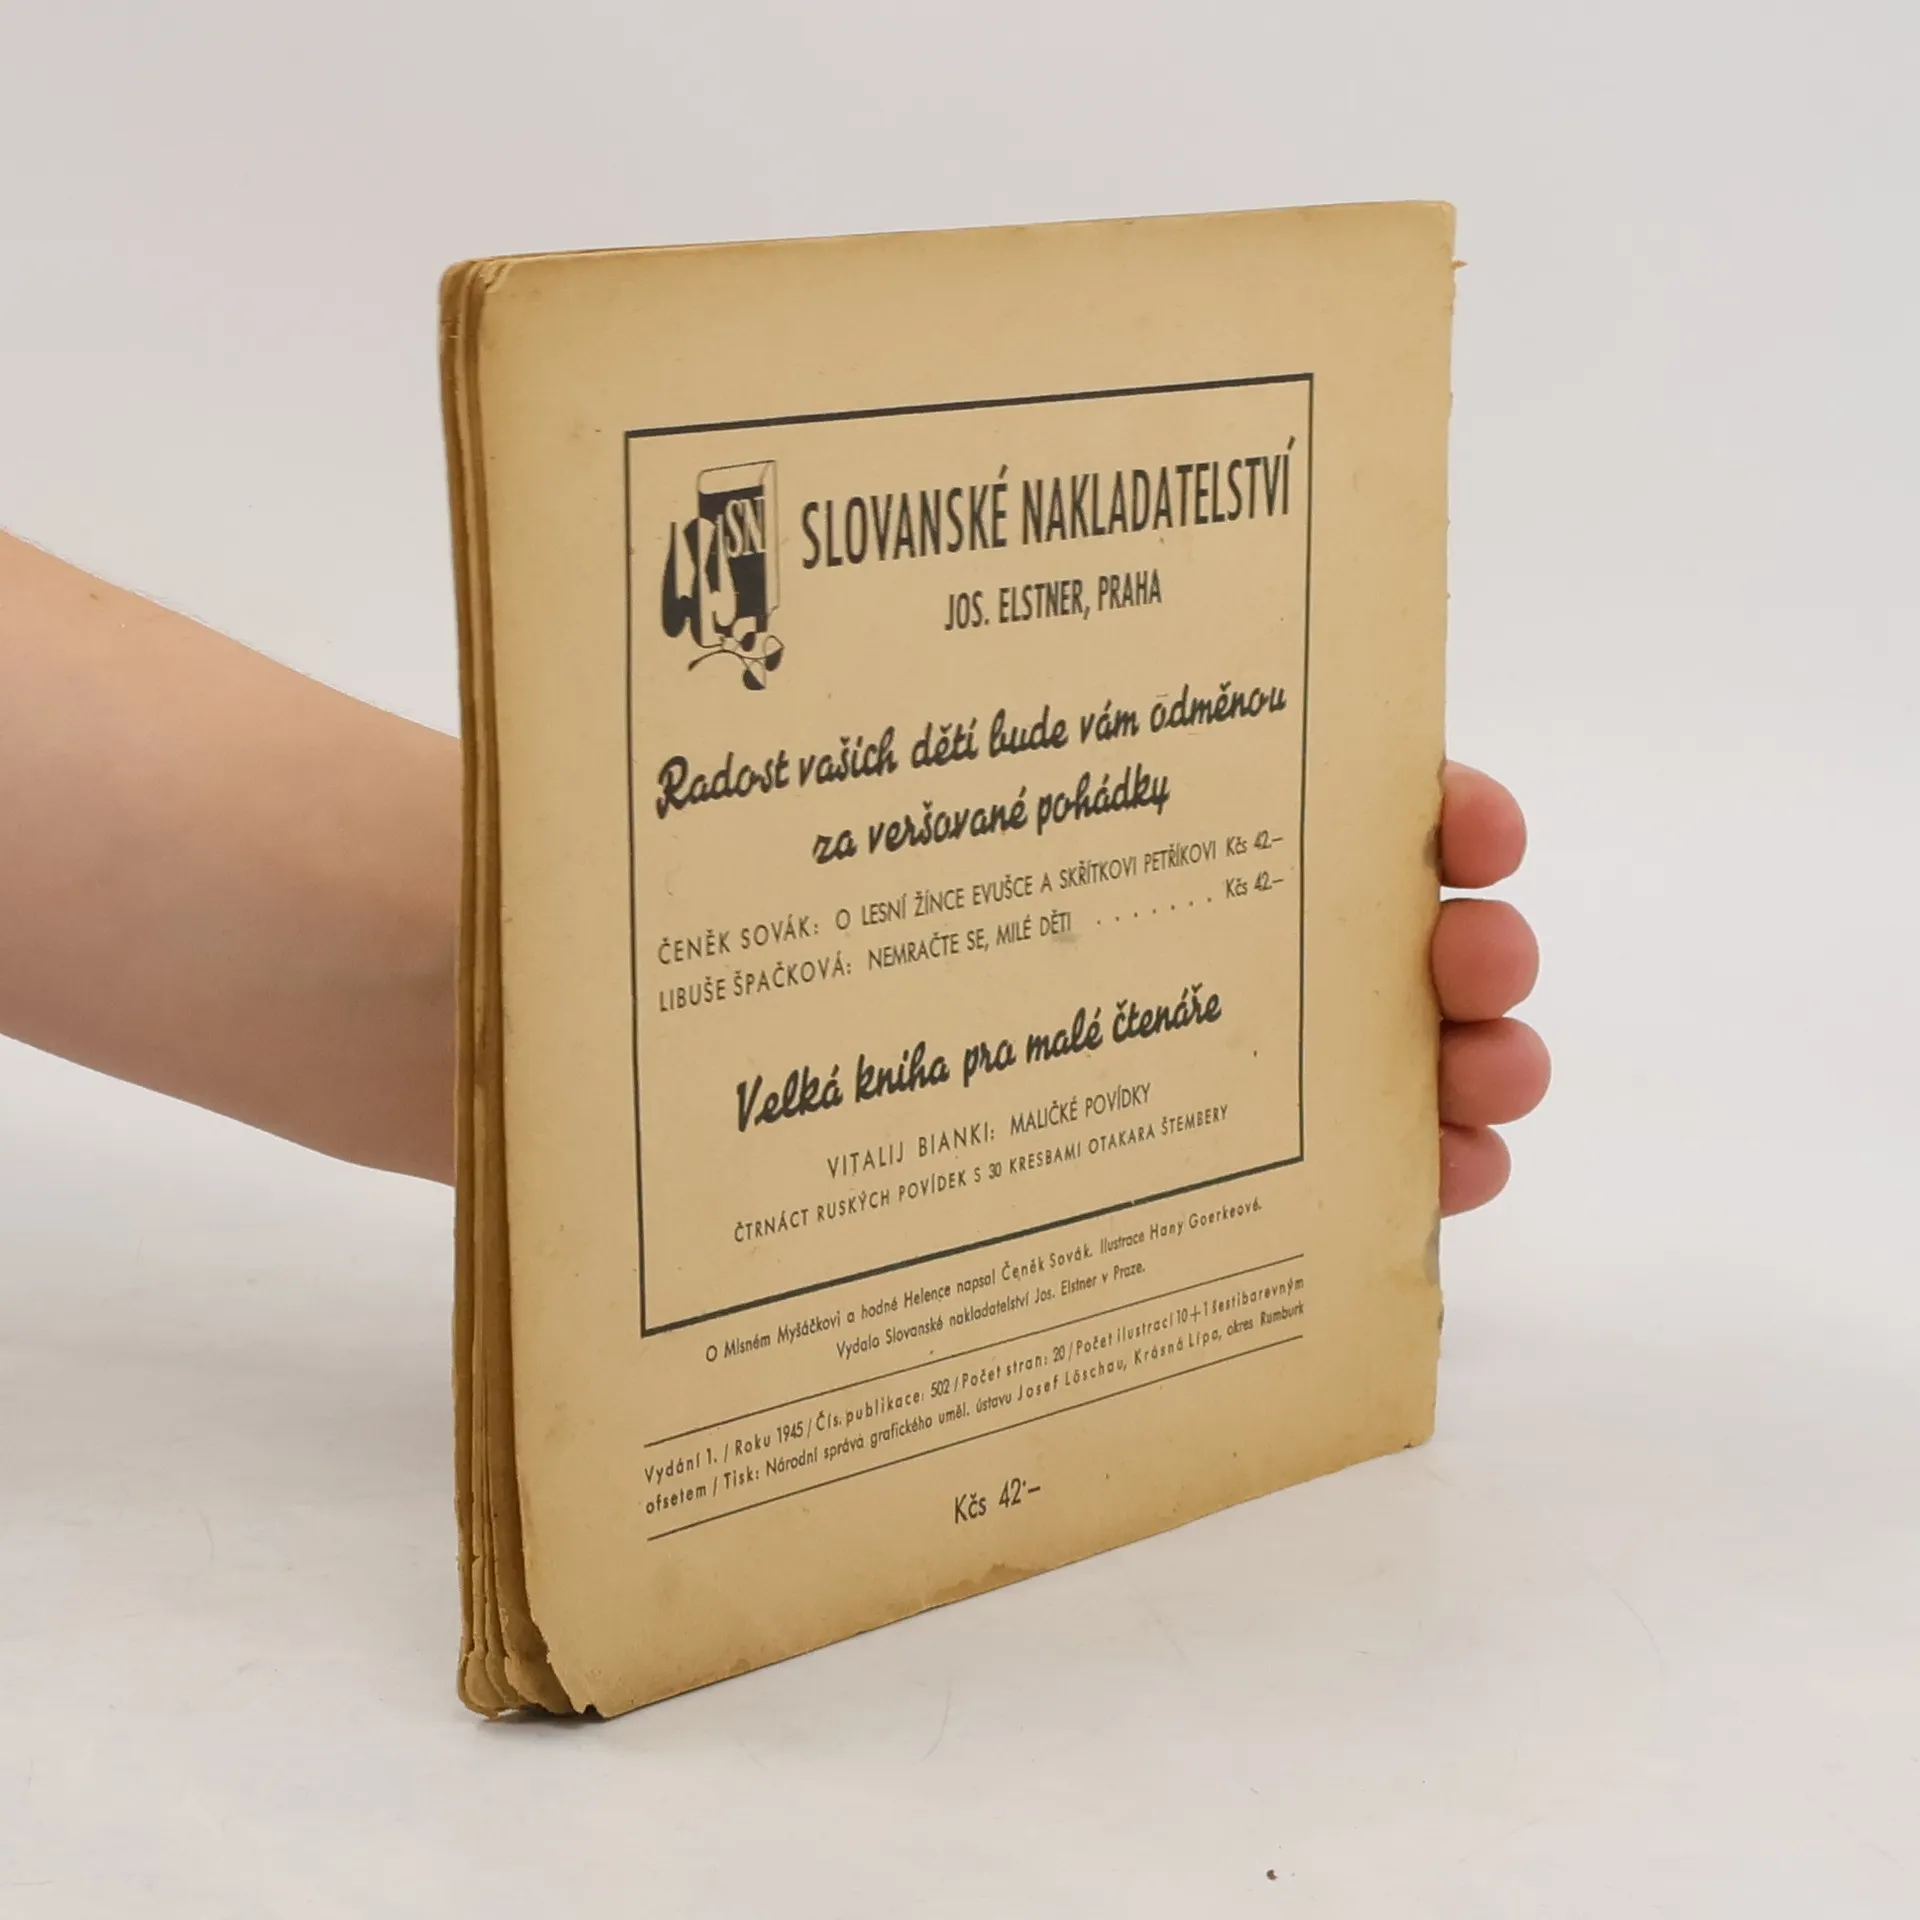 SN
SLOVANSKÉ NAKLADATELSTVÍ
JOS. ELSTNER, PRAHA
Radost vašich dětí bude vám odměnou
za veršované pohádky
ČENĚK SOVÁK: O LESNÍ ŽÍNCE EVUŠCE A SKŘÍTKOVI PETŘÍKOVI Kčs 42.–
LIBUŠE ŠPAČKOVÁ: NEMRAČTE SE, MILÉ DĚTI . . . . . . . Kčs 42.–
Velká kniha pro malé čtenáře
VITALIJ BIANKI: MALIČKÉ POVÍDKY
ČTRNÁCT RUSKÝCH POVÍDEK S 30 KRESBAMI OTAKARA ŠTEMBERY
O Mlsném Myšáčkovi a hodné Helence napsal Čeněk Sovák. Ilustrace Hany Goerkeové.
Vydalo Slovanské nakladatelství Jos. Elstner v Praze.
Vydání 1. / Roku 1945 / Čís. publikace: 502 / Počet stran: 20 / Počet ilustrací 10+1 šestibarevným
ofsetem / Tisk: Národní správa grafického uměl. ústavu Josef Löschau, Krásná Lípa, okres Rumburk
Kčs 42·–